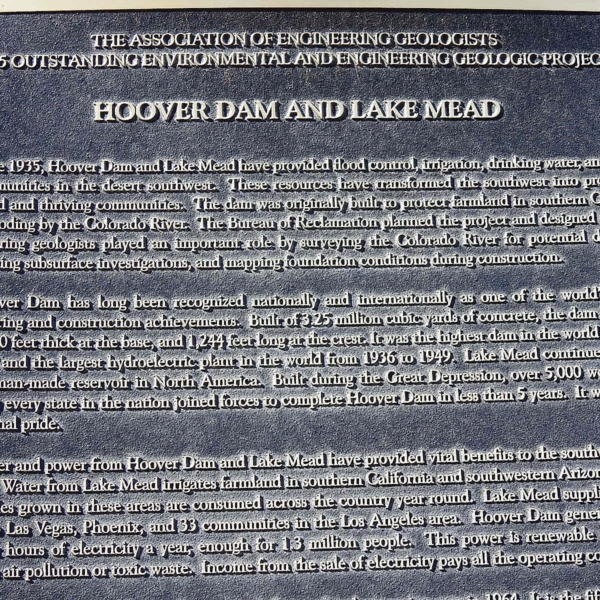 THE ASSOCIATION OF ENGINEERING GEOLOGISTS
5 OUTSTANDING ENVIRONMENTAL AND ENGINEERING GEOLOGIC PROJEC
HOOVER DAM AND LAKE MEAD
e 1935, Hoover Dam and Lake Mead have provided flood control, irrigation, drinking water, an
munities in the desert southwest. These resources have transformed the southwest into pro
d and thriving communities. The dam was originally built to protect farmland in southern C
oding by the Colorado River. The Bureau of Reclamation planned the project and designed
ring geologists played an important role by surveying the Colorado River for potential d
ing subsurface investigations, and mapping foundation conditions during construction.
ver Dam has long been recognized nationally and internationally as one of the world'
ring and construction achievements. Built of 3.25 million cubic yards of concrete, the dam
0 feet thick at the base, and 1,244 feet long at the crest. It was the highest dam in the world
and the largest hydroelectric plant in the world from 1936 to 1949. Lake Mead continue
man-made reservoir in North America. Built during the Great Depression, over 5,000 wo
every state in the nation joined forces to complete Hoover Dam in less than 5 years. It w
nal pride.
er and power from Hoover Dam and Lake Mead have provided vital benefits to the southw
Water from Lake Mead irrigates farmland in southern California and southwestern Arizon
es grown in these areas are consumed across the country year round. Lake Mead suppli
Las Vegas, Phoenix, and 33 communities in the Los Angeles area. Hoover Dam gener
hours of electricity a year, enough for 1.3 million people. This power is renewable
air pollution or toxic waste. Income from the sale of electricity pays all the operating co
1964. It is the fif